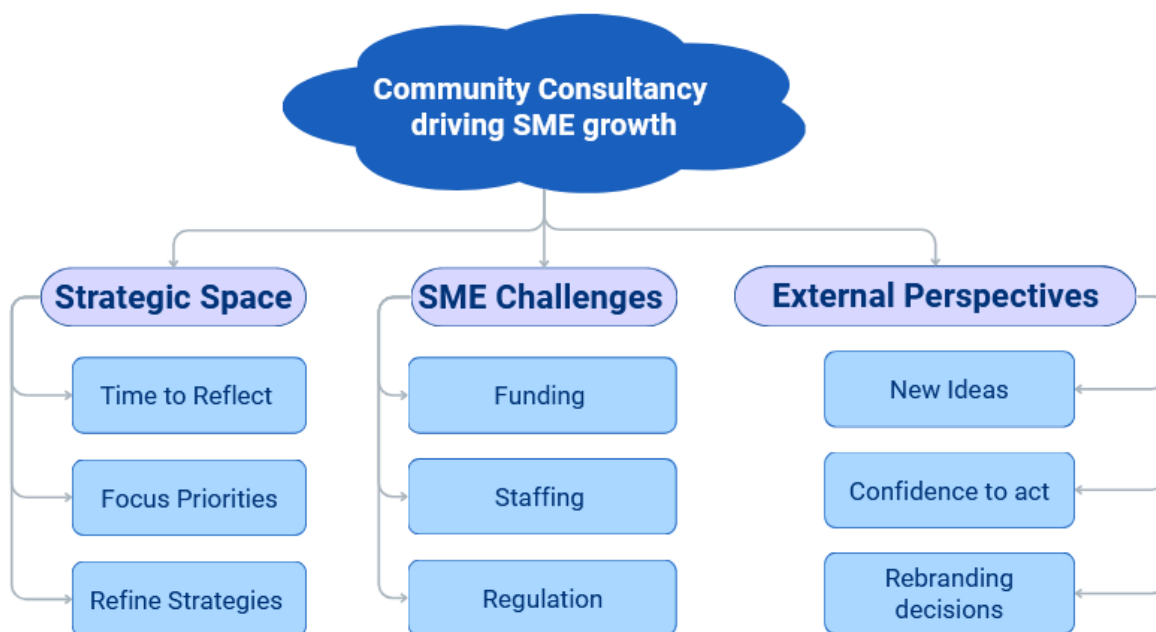 Community Consultancy
driving SME growth
Strategic Space
Time to Reflect
Focus Priorities
Refine Strategies
SME Challenges
Funding
Staffing
Regulation
External Perspectives
New Ideas
Confidence to act
Rebranding
decisions